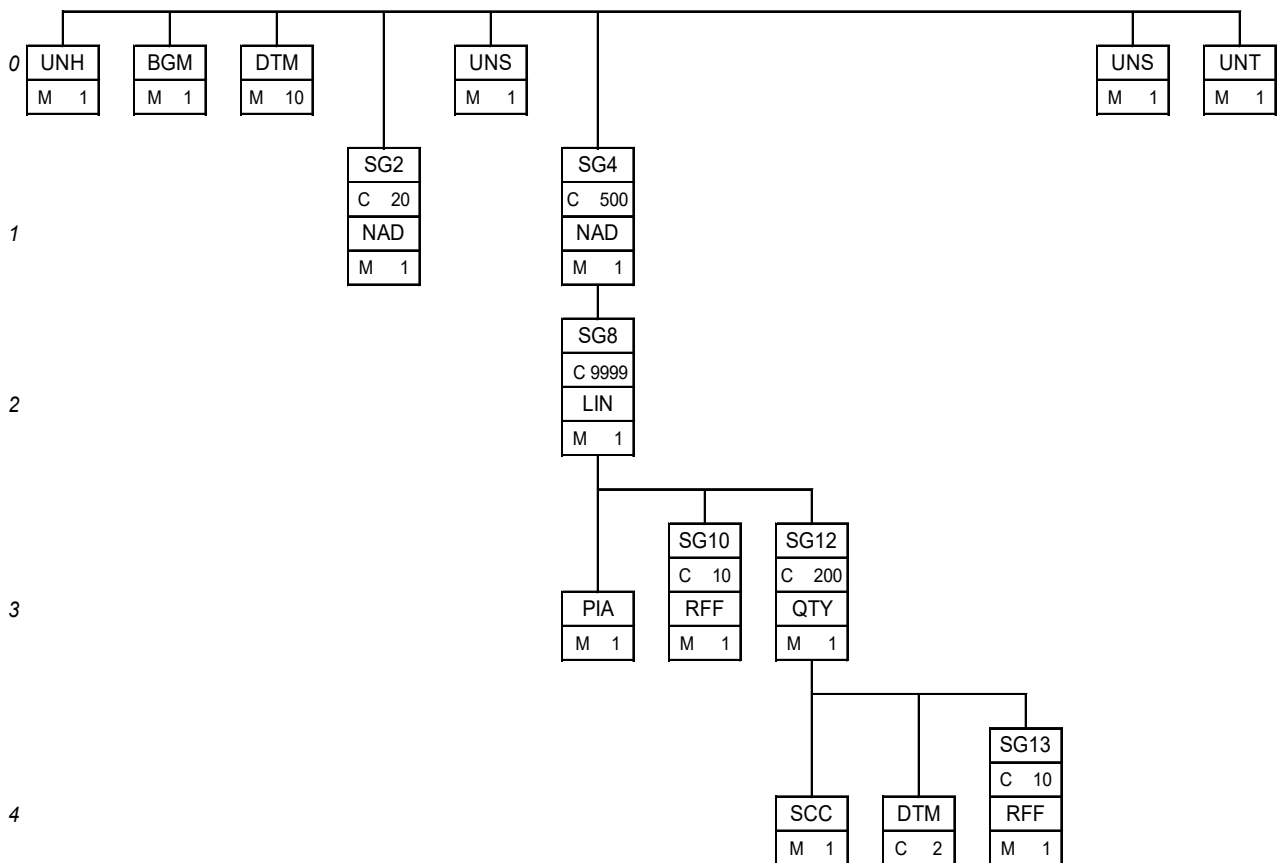 0 UNH BGM DTM UNS UNS UNT
M 1 M 1 M 10 M 1 M 1 M 1
SG2 SG4
C 20 C 500
1 NAD NAD
M 1 M 1
SG8
C 9999
2 LIN
M 1
SG10 SG12
C 10 C 200
3 PIA RFF QTY
M 1 M 1 M 1
SG13
C 10
4 SCC DTM RFF
M 1 C 2 M 1